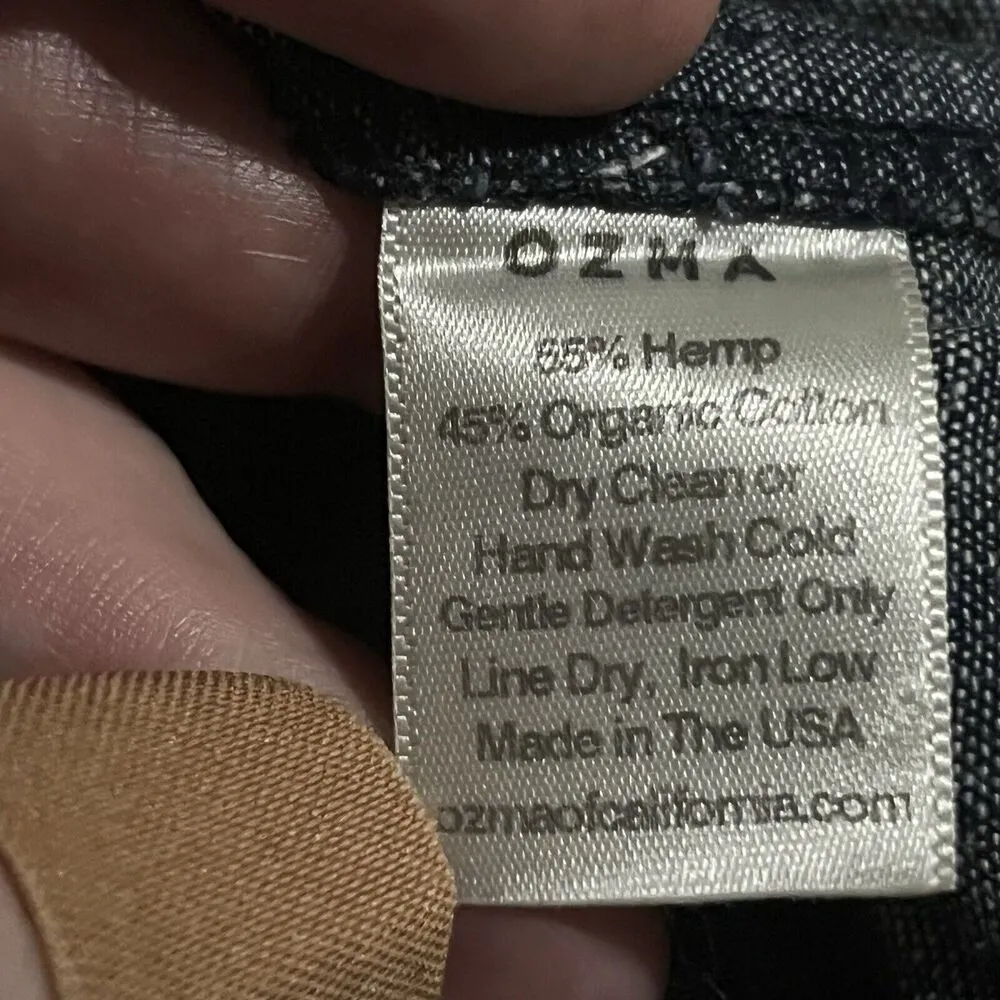 OZMA
55% Hemp
45% Organic Cotton
Dry Clean or
Hand Wash Cold
Gentle Detergent Only
Line Dry, Iron Low
Made in The USA
ozmaofcalifornia.com